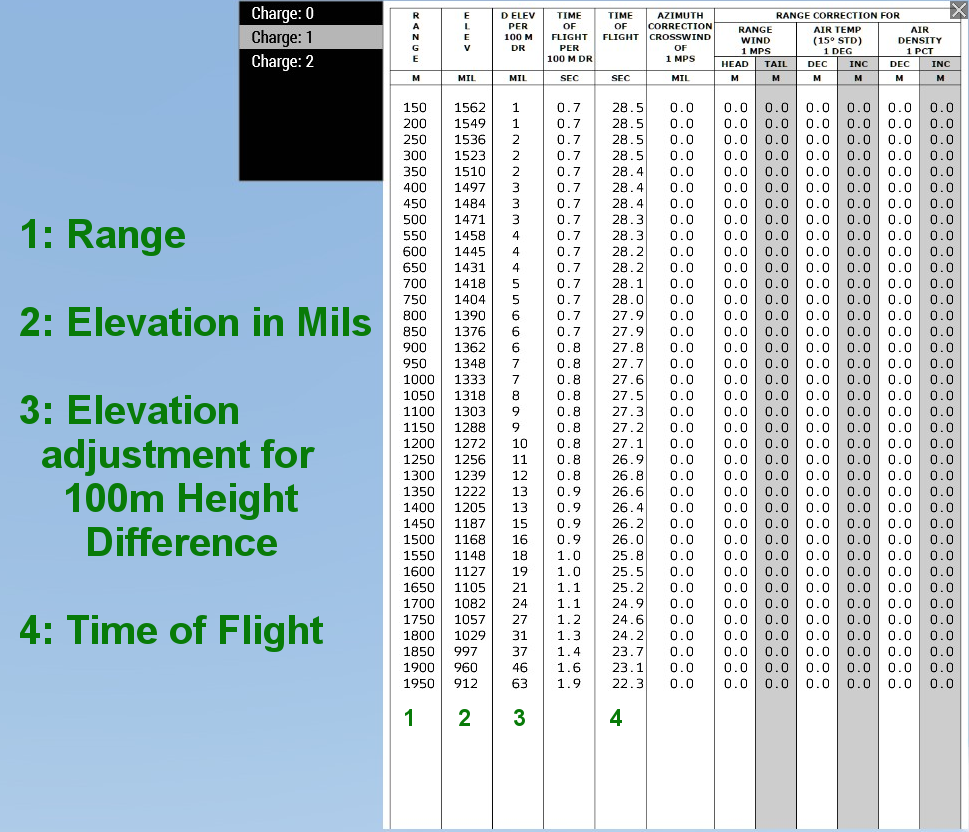 Charge: 0
Charge: 1
Charge: 2
1: Range
2: Elevation in Mils
3: Elevation
adjustment for
100m Height
Difference
4: Time of Flight
RANGE ELEV D ELEV PER 100 M DR TIME OF FLIGHT PER 100 M DR TIME OF FLIGHT AZIMUTH CORRECTION CROSSWIND OF 1 MPS RANGE CORRECTION FOR
RANGE WIND 1 MPS AIR TEMP (15° STD) 1 DEG AIR DENSITY 1 PCT
HEAD TAIL DEC INC DEC INC
M MIL MIL SEC SEC MIL M M M M M M
150 1562 1 0.7 28.5 0.0 0.0 0.0 0.0 0.0 0.0 0.0
200 1549 1 0.7 28.5 0.0 0.0 0.0 0.0 0.0 0.0 0.0
250 1536 2 0.7 28.5 0.0 0.0 0.0 0.0 0.0 0.0 0.0
300 1523 2 0.7 28.5 0.0 0.0 0.0 0.0 0.0 0.0 0.0
350 1510 2 0.7 28.4 0.0 0.0 0.0 0.0 0.0 0.0 0.0
400 1497 3 0.7 28.4 0.0 0.0 0.0 0.0 0.0 0.0 0.0
450 1484 3 0.7 28.4 0.0 0.0 0.0 0.0 0.0 0.0 0.0
500 1471 3 0.7 28.3 0.0 0.0 0.0 0.0 0.0 0.0 0.0
550 1458 4 0.7 28.3 0.0 0.0 0.0 0.0 0.0 0.0 0.0
600 1445 4 0.7 28.2 0.0 0.0 0.0 0.0 0.0 0.0 0.0
650 1431 4 0.7 28.2 0.0 0.0 0.0 0.0 0.0 0.0 0.0
700 1418 5 0.7 28.1 0.0 0.0 0.0 0.0 0.0 0.0 0.0
750 1404 5 0.7 28.0 0.0 0.0 0.0 0.0 0.0 0.0 0.0
800 1390 6 0.7 27.9 0.0 0.0 0.0 0.0 0.0 0.0 0.0
850 1376 6 0.7 27.9 0.0 0.0 0.0 0.0 0.0 0.0 0.0
900 1362 6 0.8 27.8 0.0 0.0 0.0 0.0 0.0 0.0 0.0
950 1348 7 0.8 27.7 0.0 0.0 0.0 0.0 0.0 0.0 0.0
1000 1333 7 0.8 27.6 0.0 0.0 0.0 0.0 0.0 0.0 0.0
1050 1318 8 0.8 27.5 0.0 0.0 0.0 0.0 0.0 0.0 0.0
1100 1303 9 0.8 27.3 0.0 0.0 0.0 0.0 0.0 0.0 0.0
1150 1288 9 0.8 27.2 0.0 0.0 0.0 0.0 0.0 0.0 0.0
1200 1272 10 0.8 27.1 0.0 0.0 0.0 0.0 0.0 0.0 0.0
1250 1256 11 0.8 26.9 0.0 0.0 0.0 0.0 0.0 0.0 0.0
1300 1239 12 0.8 26.8 0.0 0.0 0.0 0.0 0.0 0.0 0.0
1350 1222 13 0.9 26.6 0.0 0.0 0.0 0.0 0.0 0.0 0.0
1400 1205 13 0.9 26.4 0.0 0.0 0.0 0.0 0.0 0.0 0.0
1450 1187 15 0.9 26.2 0.0 0.0 0.0 0.0 0.0 0.0 0.0
1500 1168 16 0.9 26.0 0.0 0.0 0.0 0.0 0.0 0.0 0.0
1550 1148 18 1.0 25.8 0.0 0.0 0.0 0.0 0.0 0.0 0.0
1600 1127 19 1.0 25.5 0.0 0.0 0.0 0.0 0.0 0.0 0.0
1650 1105 21 1.1 25.2 0.0 0.0 0.0 0.0 0.0 0.0 0.0
1700 1082 24 1.1 24.9 0.0 0.0 0.0 0.0 0.0 0.0 0.0
1750 1057 27 1.2 24.6 0.0 0.0 0.0 0.0 0.0 0.0 0.0
1800 1029 31 1.3 24.2 0.0 0.0 0.0 0.0 0.0 0.0 0.0
1850 997 37 1.4 23.7 0.0 0.0 0.0 0.0 0.0 0.0 0.0
1900 960 46 1.6 23.1 0.0 0.0 0.0 0.0 0.0 0.0 0.0
1950 912 63 1.9 22.3 0.0 0.0 0.0 0.0 0.0 0.0 0.0
1 2 3 4